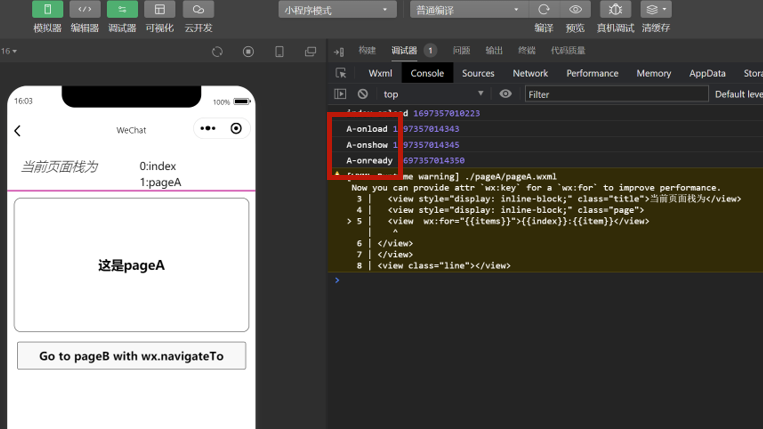 小程序模式
普通编译
模拟器 编辑器 调试器 可视化 云开发
编译 预览 真机调试 清缓存
16
构建 调试器 1 问题 输出 终端 代码质量
Wxml Console Sources Network Performance Memory AppData
top Filter Default leve
16:03 100%
WeChat
当前页面栈为 0:index
1:pageA
这是pageA
Go to pageB with wx.navigateTo
1697357010223
A-onload 1697357014343
A-onshow 1697357014345
A-onready 1697357014350
warning] ./pageA/pageA.wxml
Now you can provide attr `wx:key` for a `wx:for` to improve performance.
3 | <view style="display: inline-block;" class="title">当前页面栈为</view>
4 | <view style="display: inline-block;" class="page">
> 5 | <view wx:for="{{items}}">{{index}}:{{item}}</view>
| ^
6 | </view>
7 | </view>
8 | <view class="line"></view>
>